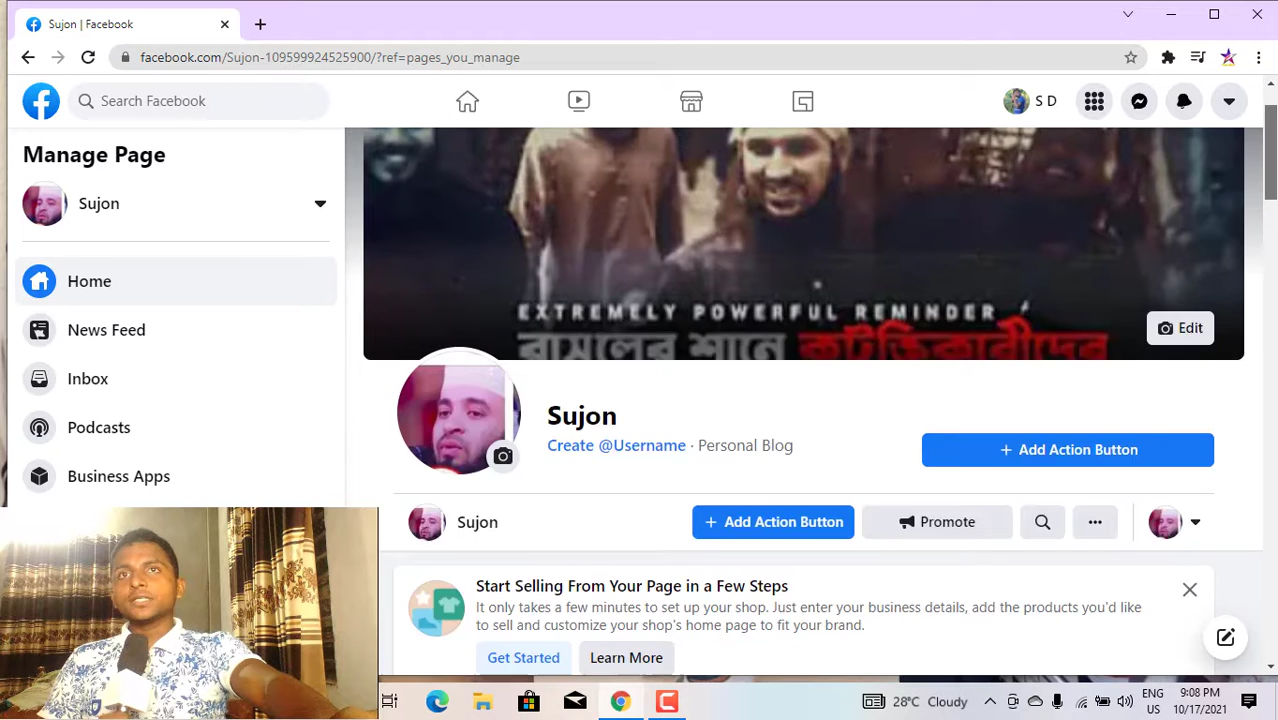 Sujon | Facebook
facebook.com/Sujon-109599924525900/?ref=pages_you_manage
Search Facebook
S D
Manage Page
Sujon
Home
News Feed
Inbox
Podcasts
Business Apps
EXTREMELY POWERFUL REMINDER
রাসূলের শানে কটূক্তিকারীদের
Edit
Sujon
Create @Username · Personal Blog
+ Add Action Button
Sujon
+ Add Action Button
Promote
Start Selling From Your Page in a Few Steps
It only takes a few minutes to set up your shop. Just enter your business details, add the products you'd like
to sell and customize your shop's home page to fit your brand.
Get Started
Learn More
28°C Cloudy
ENG
US
9:08 PM
10/17/2021